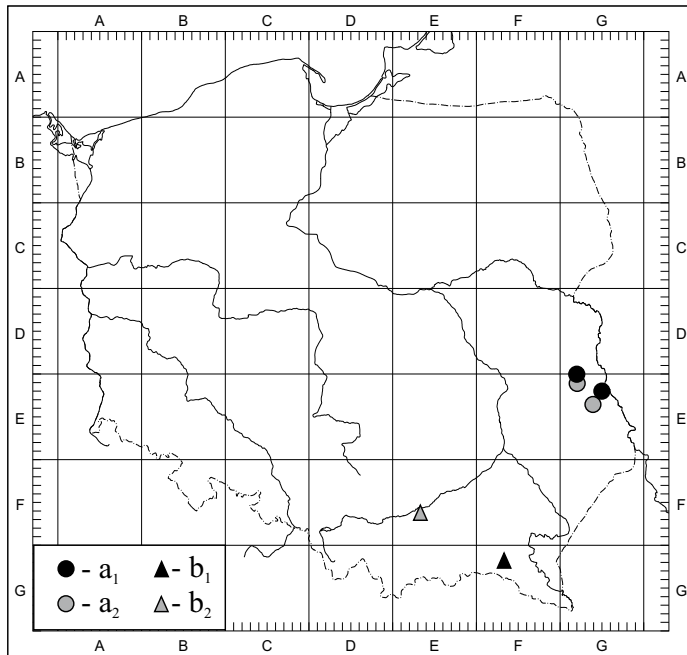 A B C D E F G
A A
B B
C C
D D
E E
F F
G G
- a₁ - b₁
- a₂ - b₂
A B C D E F G